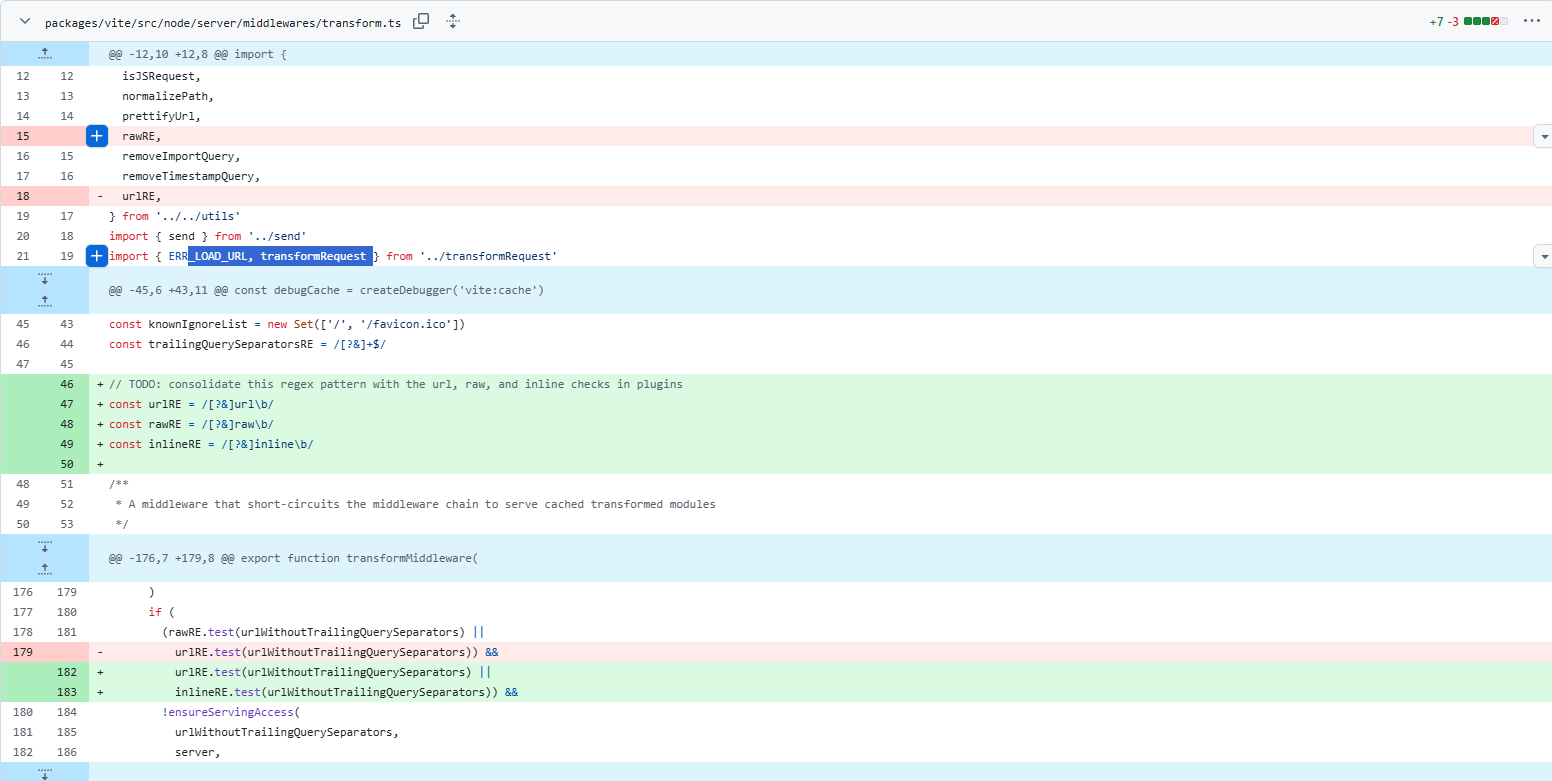 packages/vite/src/node/server/middlewares/transform.ts +7 -3
@@ -12,10 +12,8 @@ import {
12 12 isJSRequest,
13 13 normalizePath,
14 14 prettifyUrl,
15 + rawRE,
16 15 removeImportQuery,
17 16 removeTimestampQuery,
18 - urlRE,
19 17 } from '../../utils'
20 18 import { send } from '../send'
21 19 + import { ERR_LOAD_URL, transformRequest } from '../transformRequest'
@@ -45,6 +43,11 @@ const debugCache = createDebugger('vite:cache')
45 43 const knownIgnoreList = new Set(['/', '/favicon.ico'])
46 44 const trailingQuerySeparatorsRE = /[?&]+$/
47 45
46 + // TODO: consolidate this regex pattern with the url, raw, and inline checks in plugins
47 + const urlRE = /[?&]url\b/
48 + const rawRE = /[?&]raw\b/
49 + const inlineRE = /[?&]inline\b/
50 +
48 51 /**
49 52 * A middleware that short-circuits the middleware chain to serve cached transformed modules
50 53 */
@@ -176,7 +179,8 @@ export function transformMiddleware(
176 179 )
177 180 if (
178 181 (rawRE.test(urlWithoutTrailingQuerySeparators) ||
179 - urlRE.test(urlWithoutTrailingQuerySeparators)) &&
182 + urlRE.test(urlWithoutTrailingQuerySeparators) ||
183 + inlineRE.test(urlWithoutTrailingQuerySeparators)) &&
180 184 !ensureServingAccess(
181 185 urlWithoutTrailingQuerySeparators,
182 186 server,